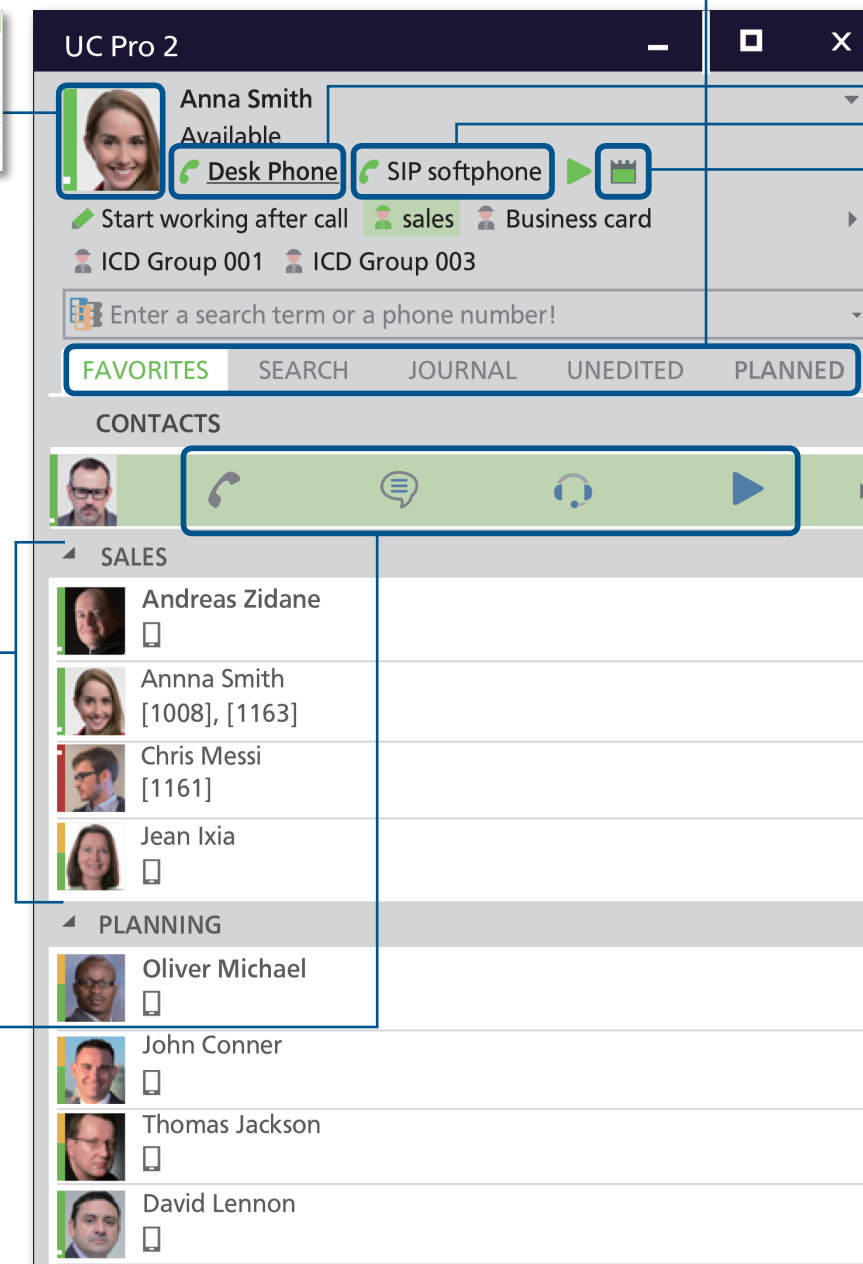 UC Pro 2
Anna Smith
Available
Desk Phone SIP softphone
Start working after call sales Business card
ICD Group 001 ICD Group 003
Enter a search term or a phone number!
FAVORITES SEARCH JOURNAL UNEDITED PLANNED
CONTACTS
SALES
Andreas Zidane
Annna Smith
[1008], [1163]
Chris Messi
[1161]
Jean Ixia
PLANNING
Oliver Michael
John Conner
Thomas Jackson
David Lennon